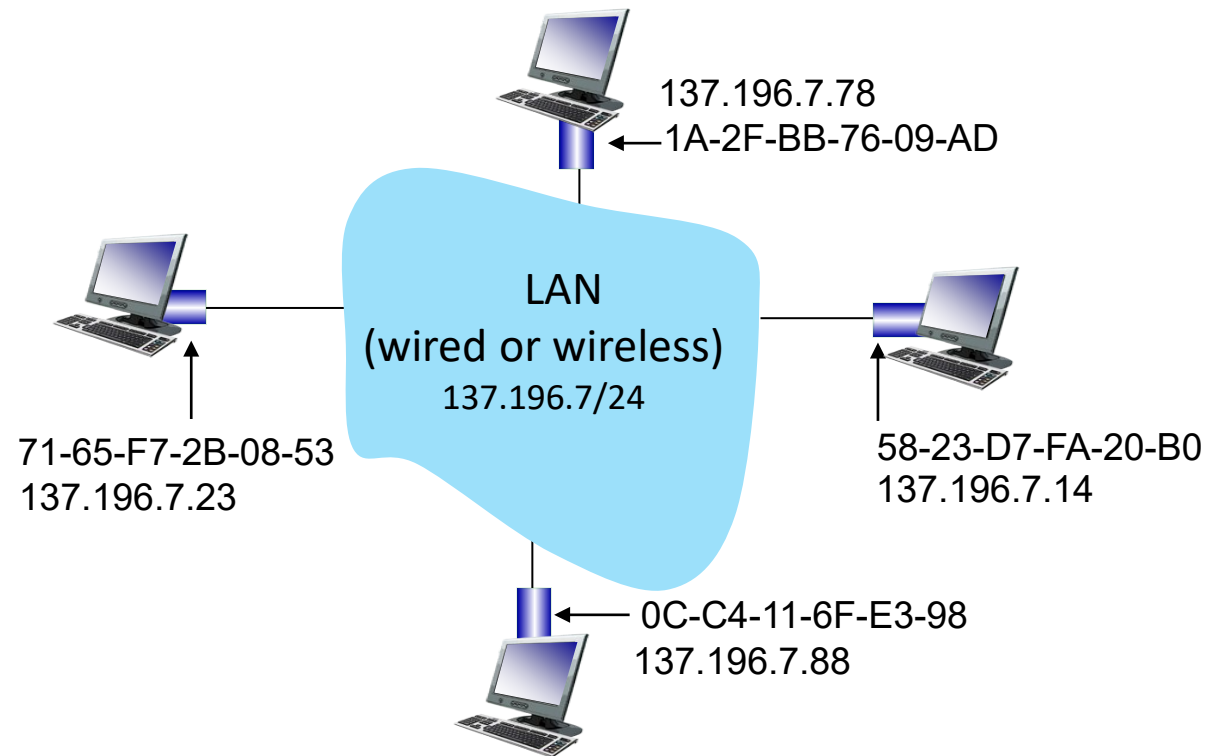 137.196.7.78
1A-2F-BB-76-09-AD
LAN
(wired or wireless)
137.196.7/24
71-65-F7-2B-08-53
137.196.7.23
58-23-D7-FA-20-B0
137.196.7.14
0C-C4-11-6F-E3-98
137.196.7.88